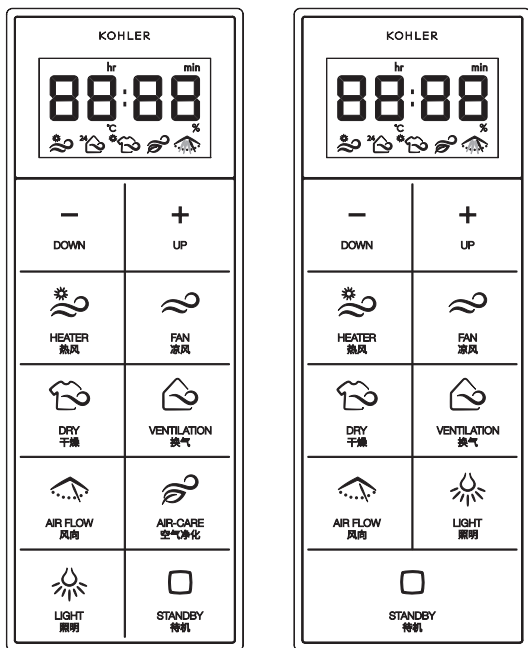 KOHLER
hr min
88:88
℃ %
24
− +
DOWN UP
HEATER FAN
热风 凉风
DRY VENTILATION
干燥 换气
AIR FLOW AIR-CARE
风向 空气净化
LIGHT STANDBY
照明 待机
KOHLER
hr min
88:88
℃ %
24
− +
DOWN UP
HEATER FAN
热风 凉风
DRY VENTILATION
干燥 换气
AIR FLOW LIGHT
风向 照明
STANDBY
待机